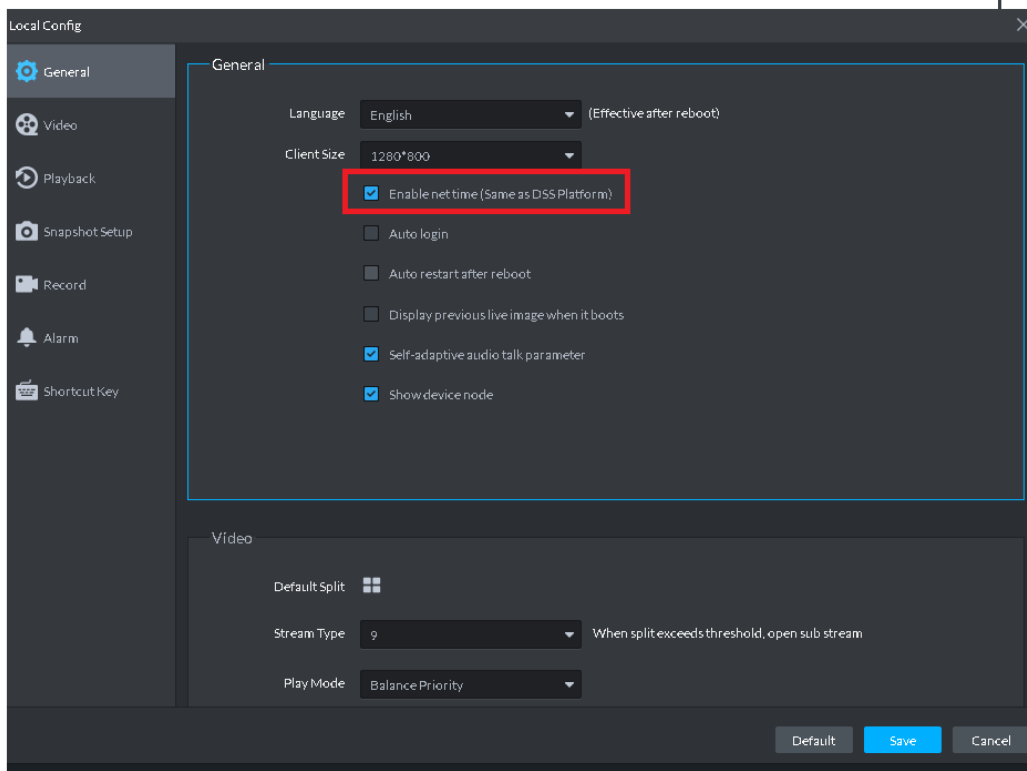 Local Config
General
Video
Playback
Snapshot Setup
Record
Alarm
Shortcut Key
General
Language English (Effective after reboot)
Client Size 1280*800
Enable net time (Same as DSS Platform)
Auto login
Auto restart after reboot
Display previous live image when it boots
Self-adaptive audio talk parameter
Show device node
Video
Default Split
Stream Type 9 When split exceeds threshold, open sub stream
Play Mode Balance Priority
Default Save Cancel